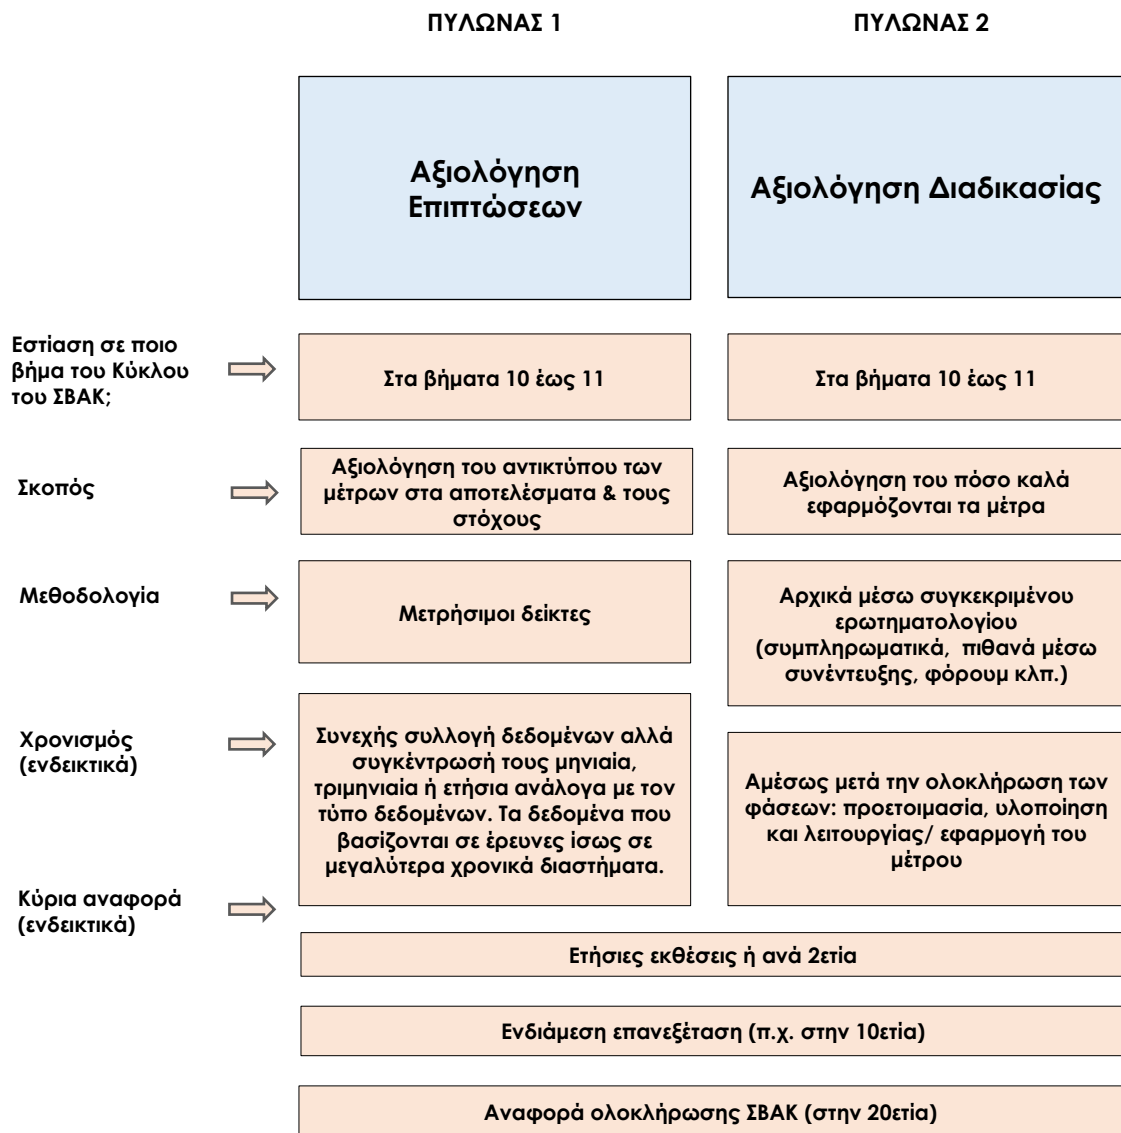 ΠΥΛΩΝΑΣ 1
ΠΥΛΩΝΑΣ 2
Αξιολόγηση
Επιπτώσεων
Αξιολόγηση Διαδικασίας
Εστίαση σε ποιο
βήμα του Κύκλου
του ΣΒΑΚ;
Στα βήματα 10 έως 11
Στα βήματα 10 έως 11
Σκοπός
Αξιολόγηση του αντικτύπου των
μέτρων στα αποτελέσματα & τους
στόχους
Αξιολόγηση του πόσο καλά
εφαρμόζονται τα μέτρα
Μεθοδολογία
Μετρήσιμοι δείκτες
Αρχικά μέσω συγκεκριμένου
ερωτηματολογίου
(συμπληρωματικά, πιθανά μέσω
συνέντευξης, φόρουμ κλπ.)
Χρονισμός
(ενδεικτικά)
Συνεχής συλλογή δεδομένων αλλά
συγκέντρωσή τους μηνιαία,
τριμηνιαία ή ετήσια ανάλογα με τον
τύπο δεδομένων. Τα δεδομένα που
βασίζονται σε έρευνες ίσως σε
μεγαλύτερα χρονικά διαστήματα.
Αμέσως μετά την ολοκλήρωση των
φάσεων: προετοιμασία, υλοποίηση
και λειτουργίας/ εφαρμογή του
μέτρου
Κύρια αναφορά
(ενδεικτικά)
Ετήσιες εκθέσεις ή ανά 2ετία
Ενδιάμεση επανεξέταση (π.χ. στην 10ετία)
Αναφορά ολοκλήρωσης ΣΒΑΚ (στην 20ετία)